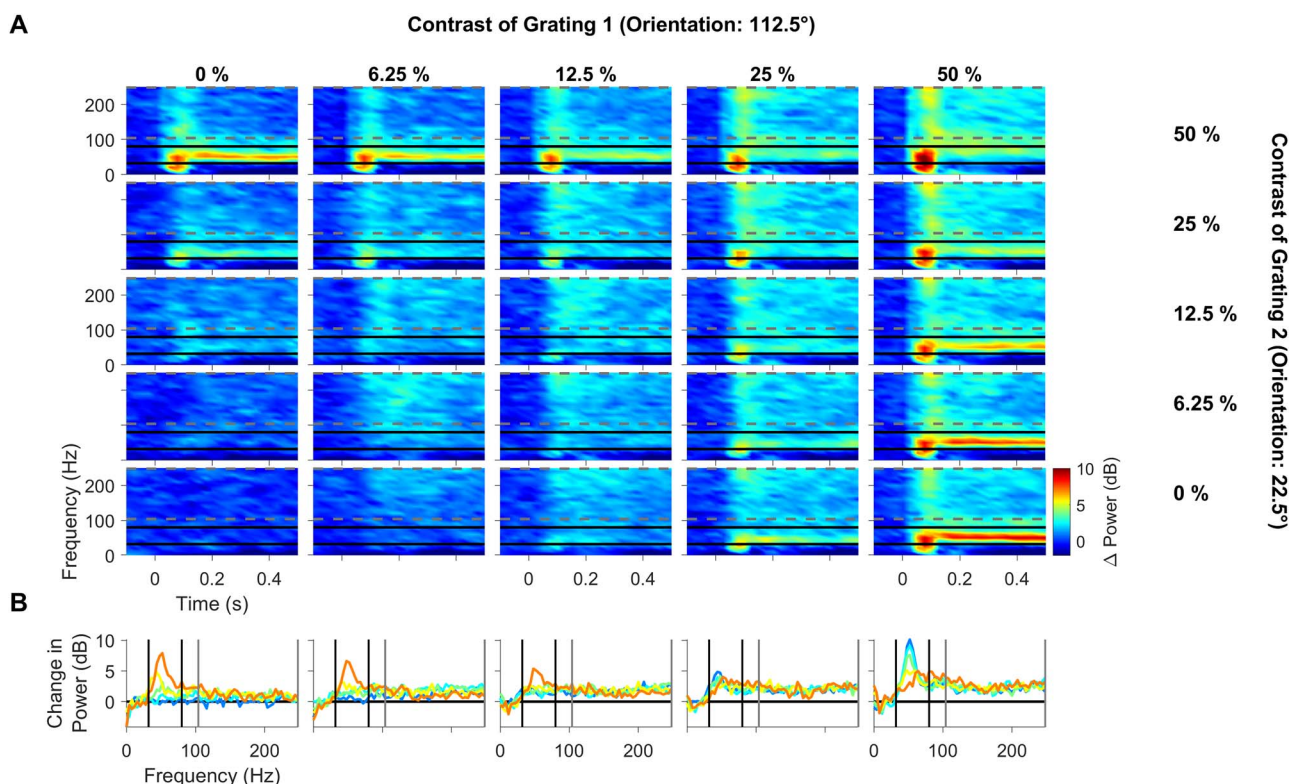 A
Contrast of Grating 1 (Orientation: 112.5°)
0 % 6.25 % 12.5 % 25 % 50 %
200
100
0
50 %
25 %
200
100
0
12.5 %
6.25 %
200
100
0
0 %
Contrast of Grating 2 (Orientation: 22.5°)
Frequency (Hz)
10
5
0
△ Power (dB)
0 0.2 0.4 0 0.2 0.4 0 0.2 0.4
Time (s)
B
Change in
Power (dB)
10
5
0
0 100 200 0 100 200 0 100 200
Frequency (Hz)